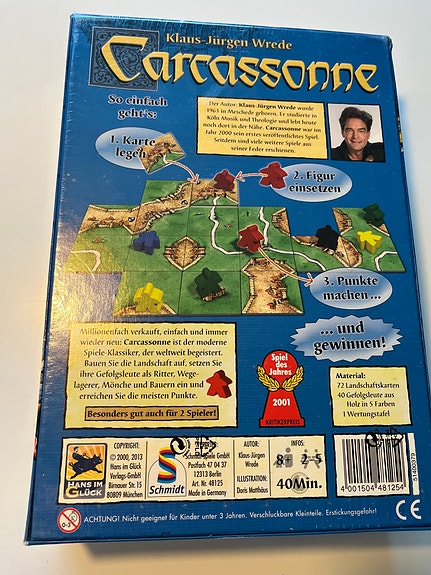 Klaus-Jürgen Wrede
Carcassonne
So einfach
geht's:
Der Autor: Klaus-Jürgen Wrede wurde
1963 in Meschede geboren. Er studierte in
Köln Musik und Theologie und lebt heute
noch dort in der Nähe. Carcassonne war im
Jahr 2000 sein erstes veröffentlichtes Spiel.
Seitdem sind viele weitere Spiele aus
seiner Feder erschienen.
1. Karte
legen
2. Figur
einsetzen
3. Punkte
machen ...
... und
gewinnen!
Millionenfach verkauft, einfach und immer
wieder neu: Carcassonne ist der moderne
Spiele-Klassiker, der weltweit begeistert.
Bauen Sie die Landschaft auf, setzen Sie
ihre Gefolgsleute als Ritter, Wege-
lagerer, Mönche und Bauern ein und
erreichen Sie die meisten Punkte.
Besonders gut auch für 2 Spieler!
Spiel des
Jahres
2001
KRITIKERPREIS
Material:
72 Landschaftskarten
40 Gefolgsleute aus
Holz in 5 Farben
1 Wertungstafel
HANS IM
GLÜCK
COPYRIGHT:
© 2000, 2013
Hans im Glück
Verlags-GmbH
Birnauer Str. 15
80809 München
Schmidt
Schmidt Spiele GmbH
Postfach 47 04 37
12313 Berlin
Art. Nr. 48125
Made in Germany
AUTOR:
Klaus-Jürgen
Wrede
ILLUSTRATION:
Doris Matthäus
INFOS:
8+
2-5
40Min.
4 001504 481254
51600379
0-3
ACHTUNG! Nicht geeignet für Kinder unter 3 Jahren. Verschluckbare Kleinteile. Erstickungsgefahr!
CE